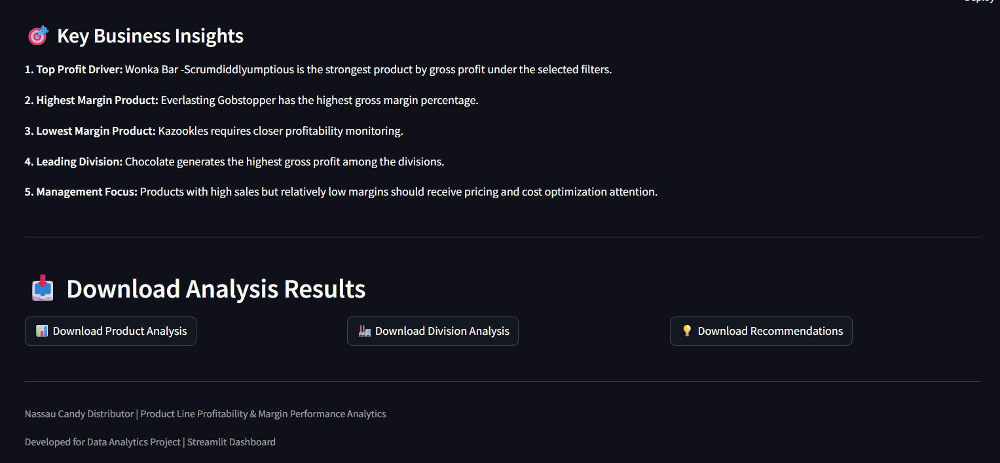 Deploy
Key Business Insights
1. Top Profit Driver: Wonka Bar -Scrumdiddlyumptious is the strongest product by gross profit under the selected filters.
2. Highest Margin Product: Everlasting Gobstopper has the highest gross margin percentage.
3. Lowest Margin Product: Kazookles requires closer profitability monitoring.
4. Leading Division: Chocolate generates the highest gross profit among the divisions.
5. Management Focus: Products with high sales but relatively low margins should receive pricing and cost optimization attention.
Download Analysis Results
Download Product Analysis
Download Division Analysis
Download Recommendations
Nassau Candy Distributor | Product Line Profitability & Margin Performance Analytics
Developed for Data Analytics Project | Streamlit Dashboard